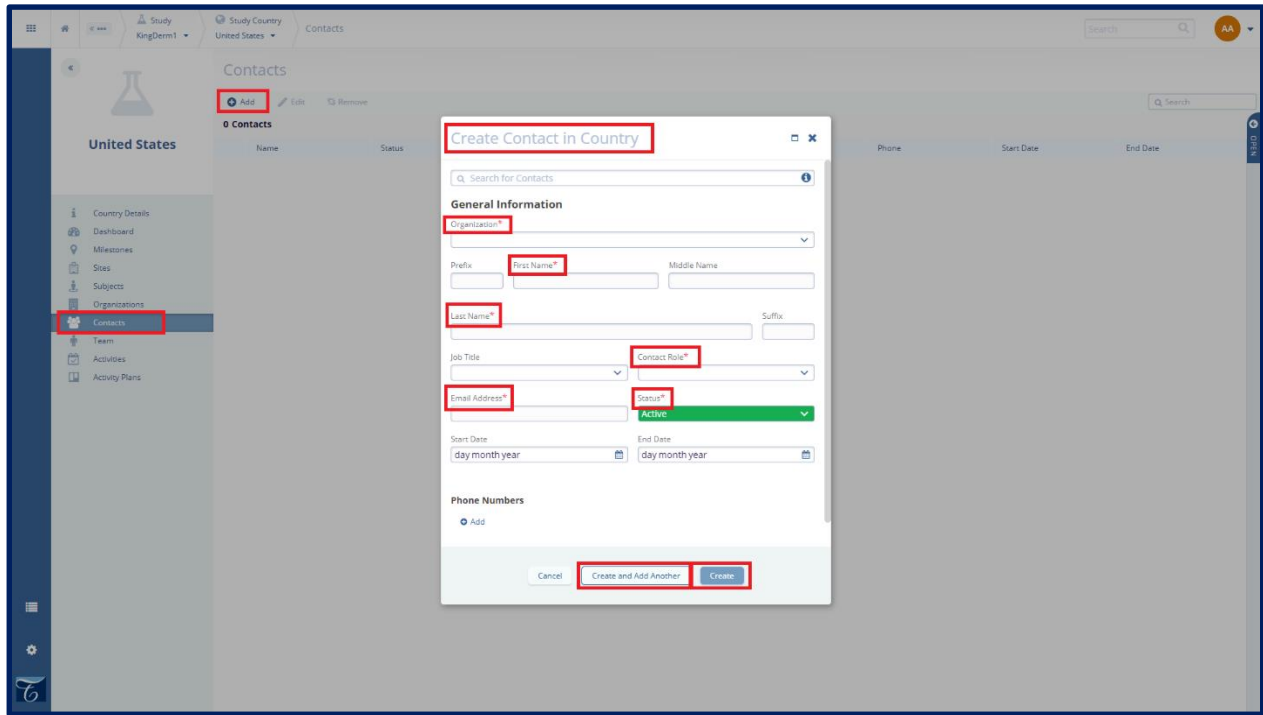 Study
KingDerm1
Study Country
United States
Contacts
Search
AA
Contacts
Add Edit Remove
Search
0 Contacts
United States
Name Status Phone Start Date End Date
OPEN
Create Contact in Country
Search for Contacts
General Information
Organization*
Prefix First Name* Middle Name
Last Name* Suffix
Job Title Contact Role*
Email Address* Status*
Active
Start Date End Date
day month year day month year
Phone Numbers
Add
Cancel Create and Add Another Create
Country Details
Dashboard
Milestones
Sites
Subjects
Organizations
Contacts
Team
Activities
Activity Plans